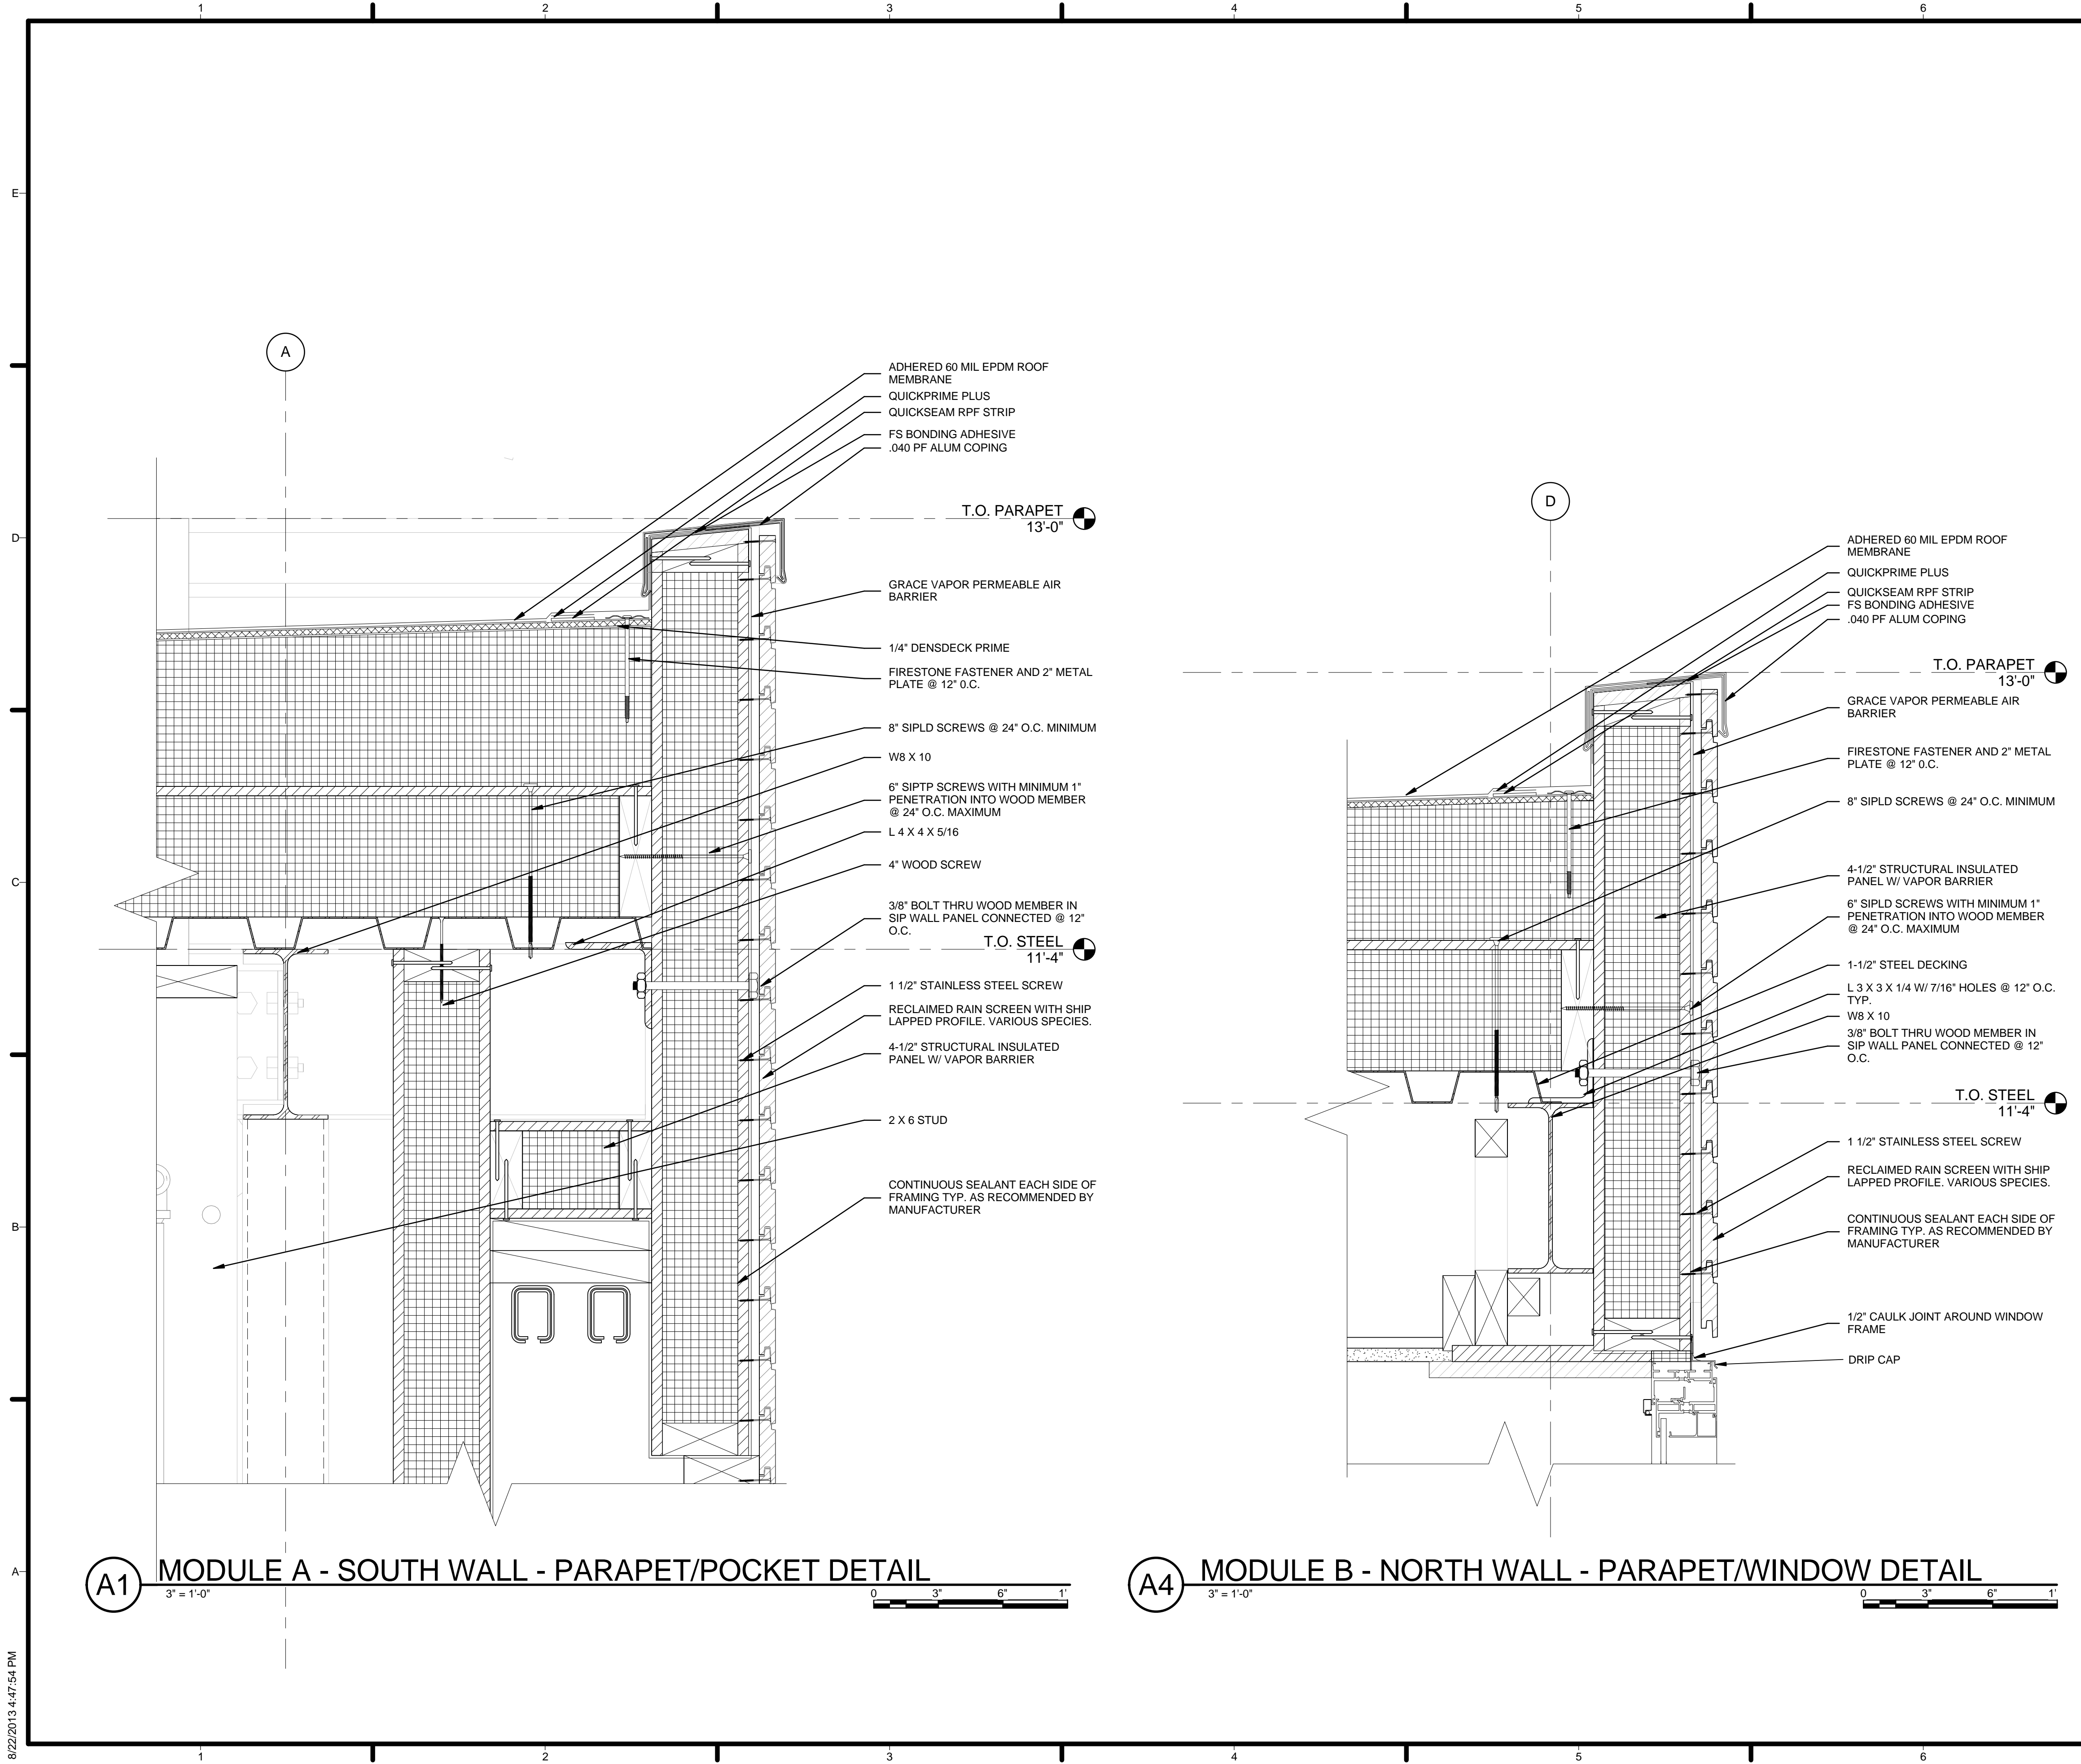 1 2 3 4 5 6
E
D
C
B
A
A
ADHERED 60 MIL EPDM ROOF
MEMBRANE
QUICKPRIME PLUS
QUICKSEAM RPF STRIP
FS BONDING ADHESIVE
.040 PF ALUM COPING
T.O. PARAPET
13'-0"
GRACE VAPOR PERMEABLE AIR
BARRIER
1/4" DENSDECK PRIME
FIRESTONE FASTENER AND 2" METAL
PLATE @ 12" 0.C.
8" SIPLD SCREWS @ 24" O.C. MINIMUM
W8 X 10
6" SIPTP SCREWS WITH MINIMUM 1"
PENETRATION INTO WOOD MEMBER
@ 24" O.C. MAXIMUM
L 4 X 4 X 5/16
4" WOOD SCREW
3/8" BOLT THRU WOOD MEMBER IN
SIP WALL PANEL CONNECTED @ 12"
O.C.
T.O. STEEL
11'-4"
1 1/2" STAINLESS STEEL SCREW
RECLAIMED RAIN SCREEN WITH SHIP
LAPPED PROFILE. VARIOUS SPECIES.
4-1/2" STRUCTURAL INSULATED
PANEL W/ VAPOR BARRIER
2 X 6 STUD
CONTINUOUS SEALANT EACH SIDE OF
FRAMING TYP. AS RECOMMENDED BY
MANUFACTURER
A1
MODULE A - SOUTH WALL - PARAPET/POCKET DETAIL
3" = 1'-0"
0 3" 6" 1'
D
ADHERED 60 MIL EPDM ROOF
MEMBRANE
QUICKPRIME PLUS
QUICKSEAM RPF STRIP
FS BONDING ADHESIVE
.040 PF ALUM COPING
T.O. PARAPET
13'-0"
GRACE VAPOR PERMEABLE AIR
BARRIER
FIRESTONE FASTENER AND 2" METAL
PLATE @ 12" 0.C.
8" SIPLD SCREWS @ 24" O.C. MINIMUM
4-1/2" STRUCTURAL INSULATED
PANEL W/ VAPOR BARRIER
6" SIPLD SCREWS WITH MINIMUM 1"
PENETRATION INTO WOOD MEMBER
@ 24" O.C. MAXIMUM
1-1/2" STEEL DECKING
L 3 X 3 X 1/4 W/ 7/16" HOLES @ 12" O.C.
TYP.
W8 X 10
3/8" BOLT THRU WOOD MEMBER IN
SIP WALL PANEL CONNECTED @ 12"
O.C.
T.O. STEEL
11'-4"
1 1/2" STAINLESS STEEL SCREW
RECLAIMED RAIN SCREEN WITH SHIP
LAPPED PROFILE. VARIOUS SPECIES.
CONTINUOUS SEALANT EACH SIDE OF
FRAMING TYP. AS RECOMMENDED BY
MANUFACTURER
1/2" CAULK JOINT AROUND WINDOW
FRAME
DRIP CAP
A4
MODULE B - NORTH WALL - PARAPET/WINDOW DETAIL
3" = 1'-0"
0 3" 6" 1'
8/22/2013 4:47:54 PM
1 2 3 4 5 6